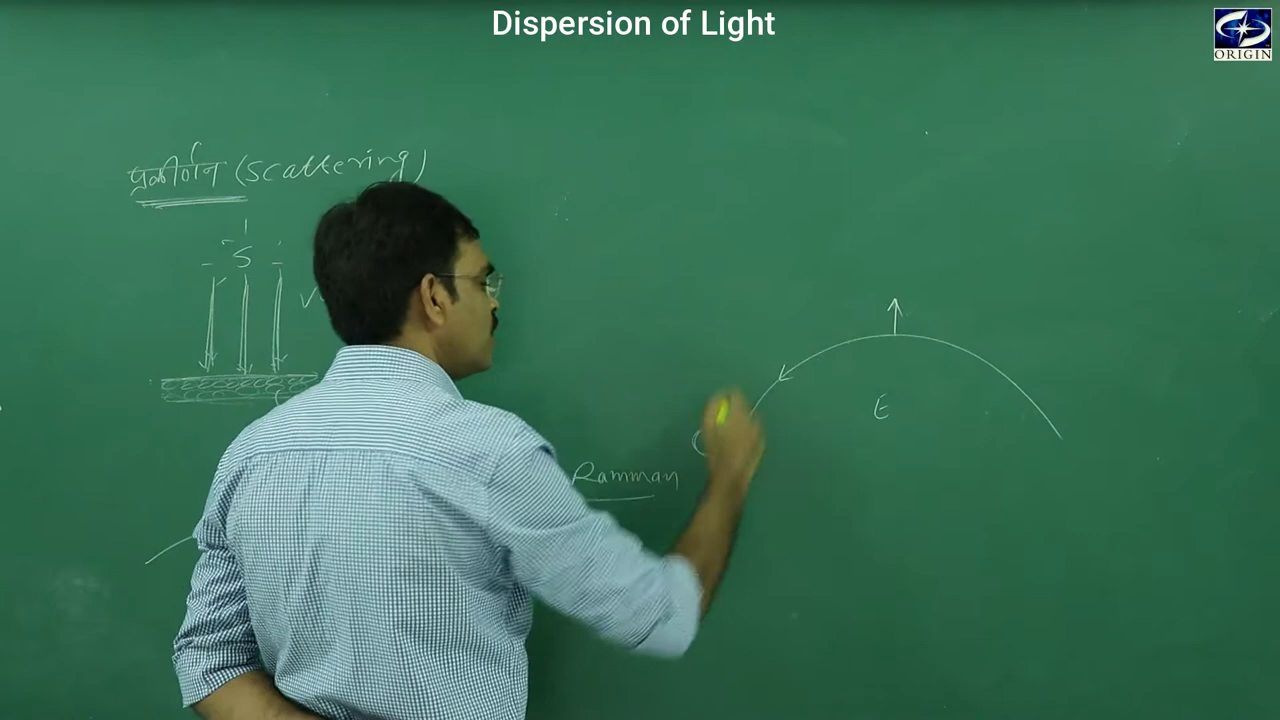 Dispersion of Light
ORIGIN
प्रकीर्णन (Scattering)
S
E
Ramman